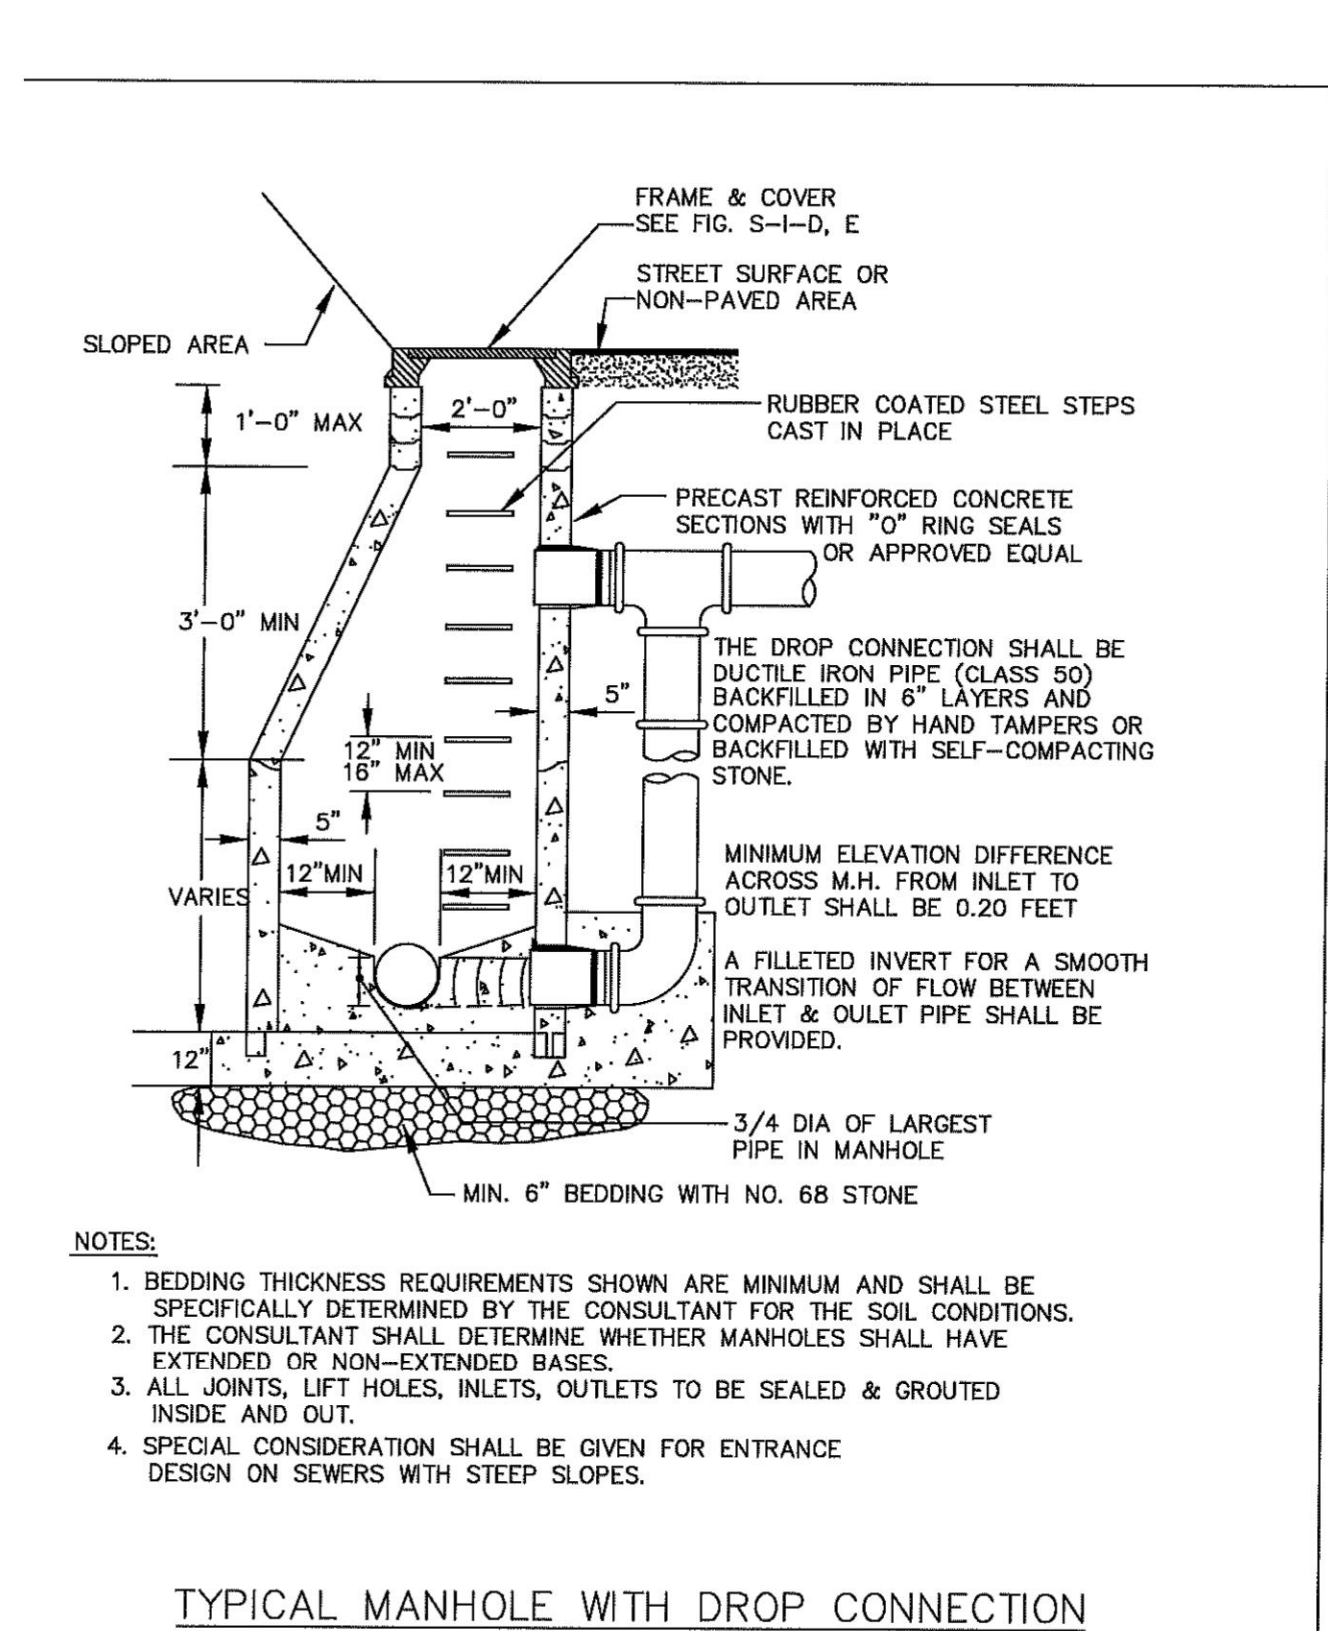 FRAME & COVER
SEE FIG. S-I-D, E
STREET SURFACE OR
NON-PAVED AREA
SLOPED AREA
1'-0" MAX
2'-0"
RUBBER COATED STEEL STEPS
CAST IN PLACE
PRECAST REINFORCED CONCRETE
SECTIONS WITH "O" RING SEALS
OR APPROVED EQUAL
3'-0" MIN
THE DROP CONNECTION SHALL BE
DUCTILE IRON PIPE (CLASS 50)
BACKFILLED IN 6" LAYERS AND
COMPACTED BY HAND TAMPERS OR
BACKFILLED WITH SELF-COMPACTING
STONE.
5"
12" MIN
16" MAX
5"
12"MIN
12"MIN
VARIES
MINIMUM ELEVATION DIFFERENCE
ACROSS M.H. FROM INLET TO
OUTLET SHALL BE 0.20 FEET
A FILLETED INVERT FOR A SMOOTH
TRANSITION OF FLOW BETWEEN
INLET & OULET PIPE SHALL BE
PROVIDED.
12"
3/4 DIA OF LARGEST
PIPE IN MANHOLE
MIN. 6" BEDDING WITH NO. 68 STONE
NOTES:
1. BEDDING THICKNESS REQUIREMENTS SHOWN ARE MINIMUM AND SHALL BE
SPECIFICALLY DETERMINED BY THE CONSULTANT FOR THE SOIL CONDITIONS.
2. THE CONSULTANT SHALL DETERMINE WHETHER MANHOLES SHALL HAVE
EXTENDED OR NON-EXTENDED BASES.
3. ALL JOINTS, LIFT HOLES, INLETS, OUTLETS TO BE SEALED & GROUTED
INSIDE AND OUT.
4. SPECIAL CONSIDERATION SHALL BE GIVEN FOR ENTRANCE
DESIGN ON SEWERS WITH STEEP SLOPES.
TYPICAL MANHOLE WITH DROP CONNECTION